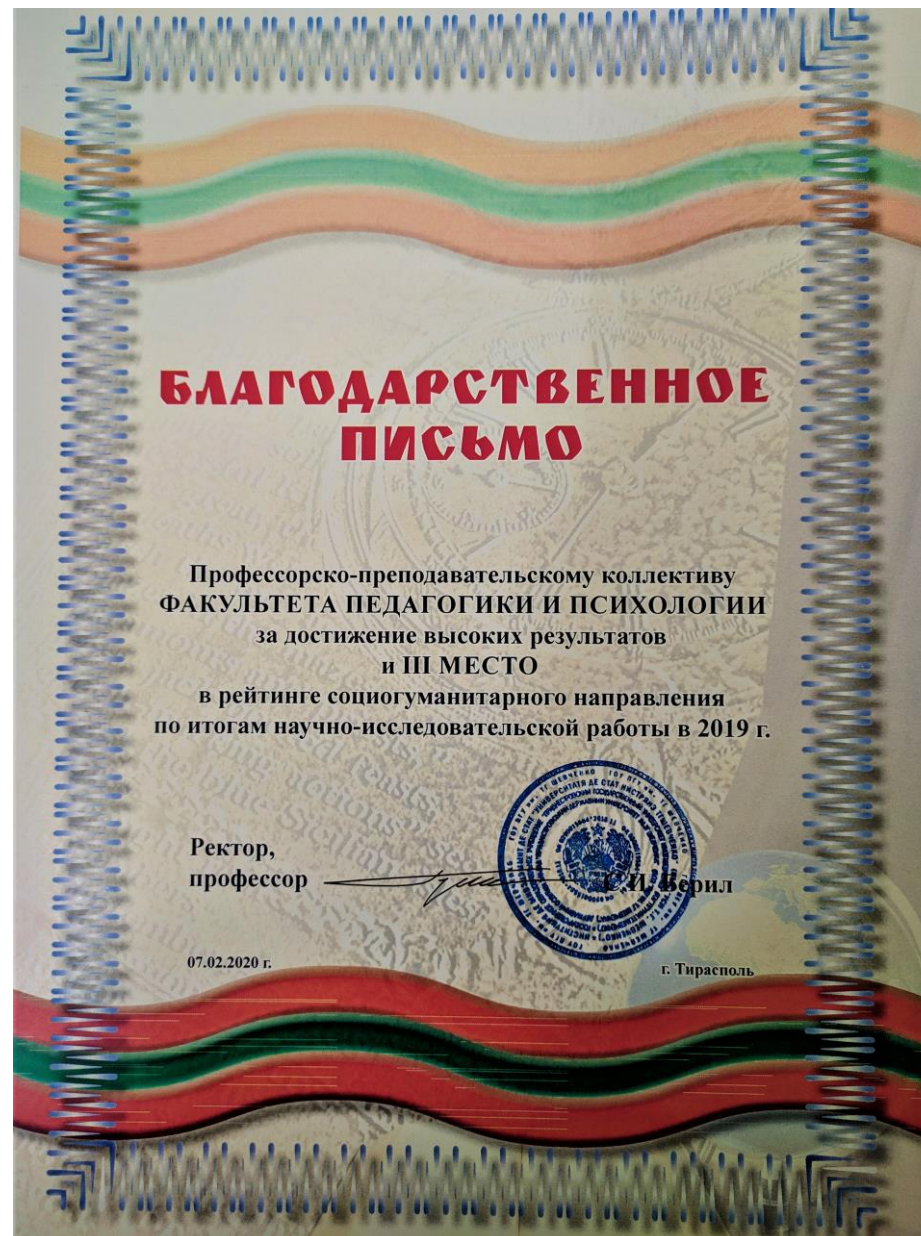 БЛАГОДАРСТВЕННОЕ
ПИСЬМО
Профессорско-преподавательскому коллективу
ФАКУЛЬТЕТА ПЕДАГОГИКИ И ПСИХОЛОГИИ
за достижение высоких результатов
и III МЕСТО
в рейтинге социогуманитарного направления
по итогам научно-исследовательской работы в 2019 г.
Ректор,
профессор С.И. Берил
07.02.2020 г. г. Тирасполь